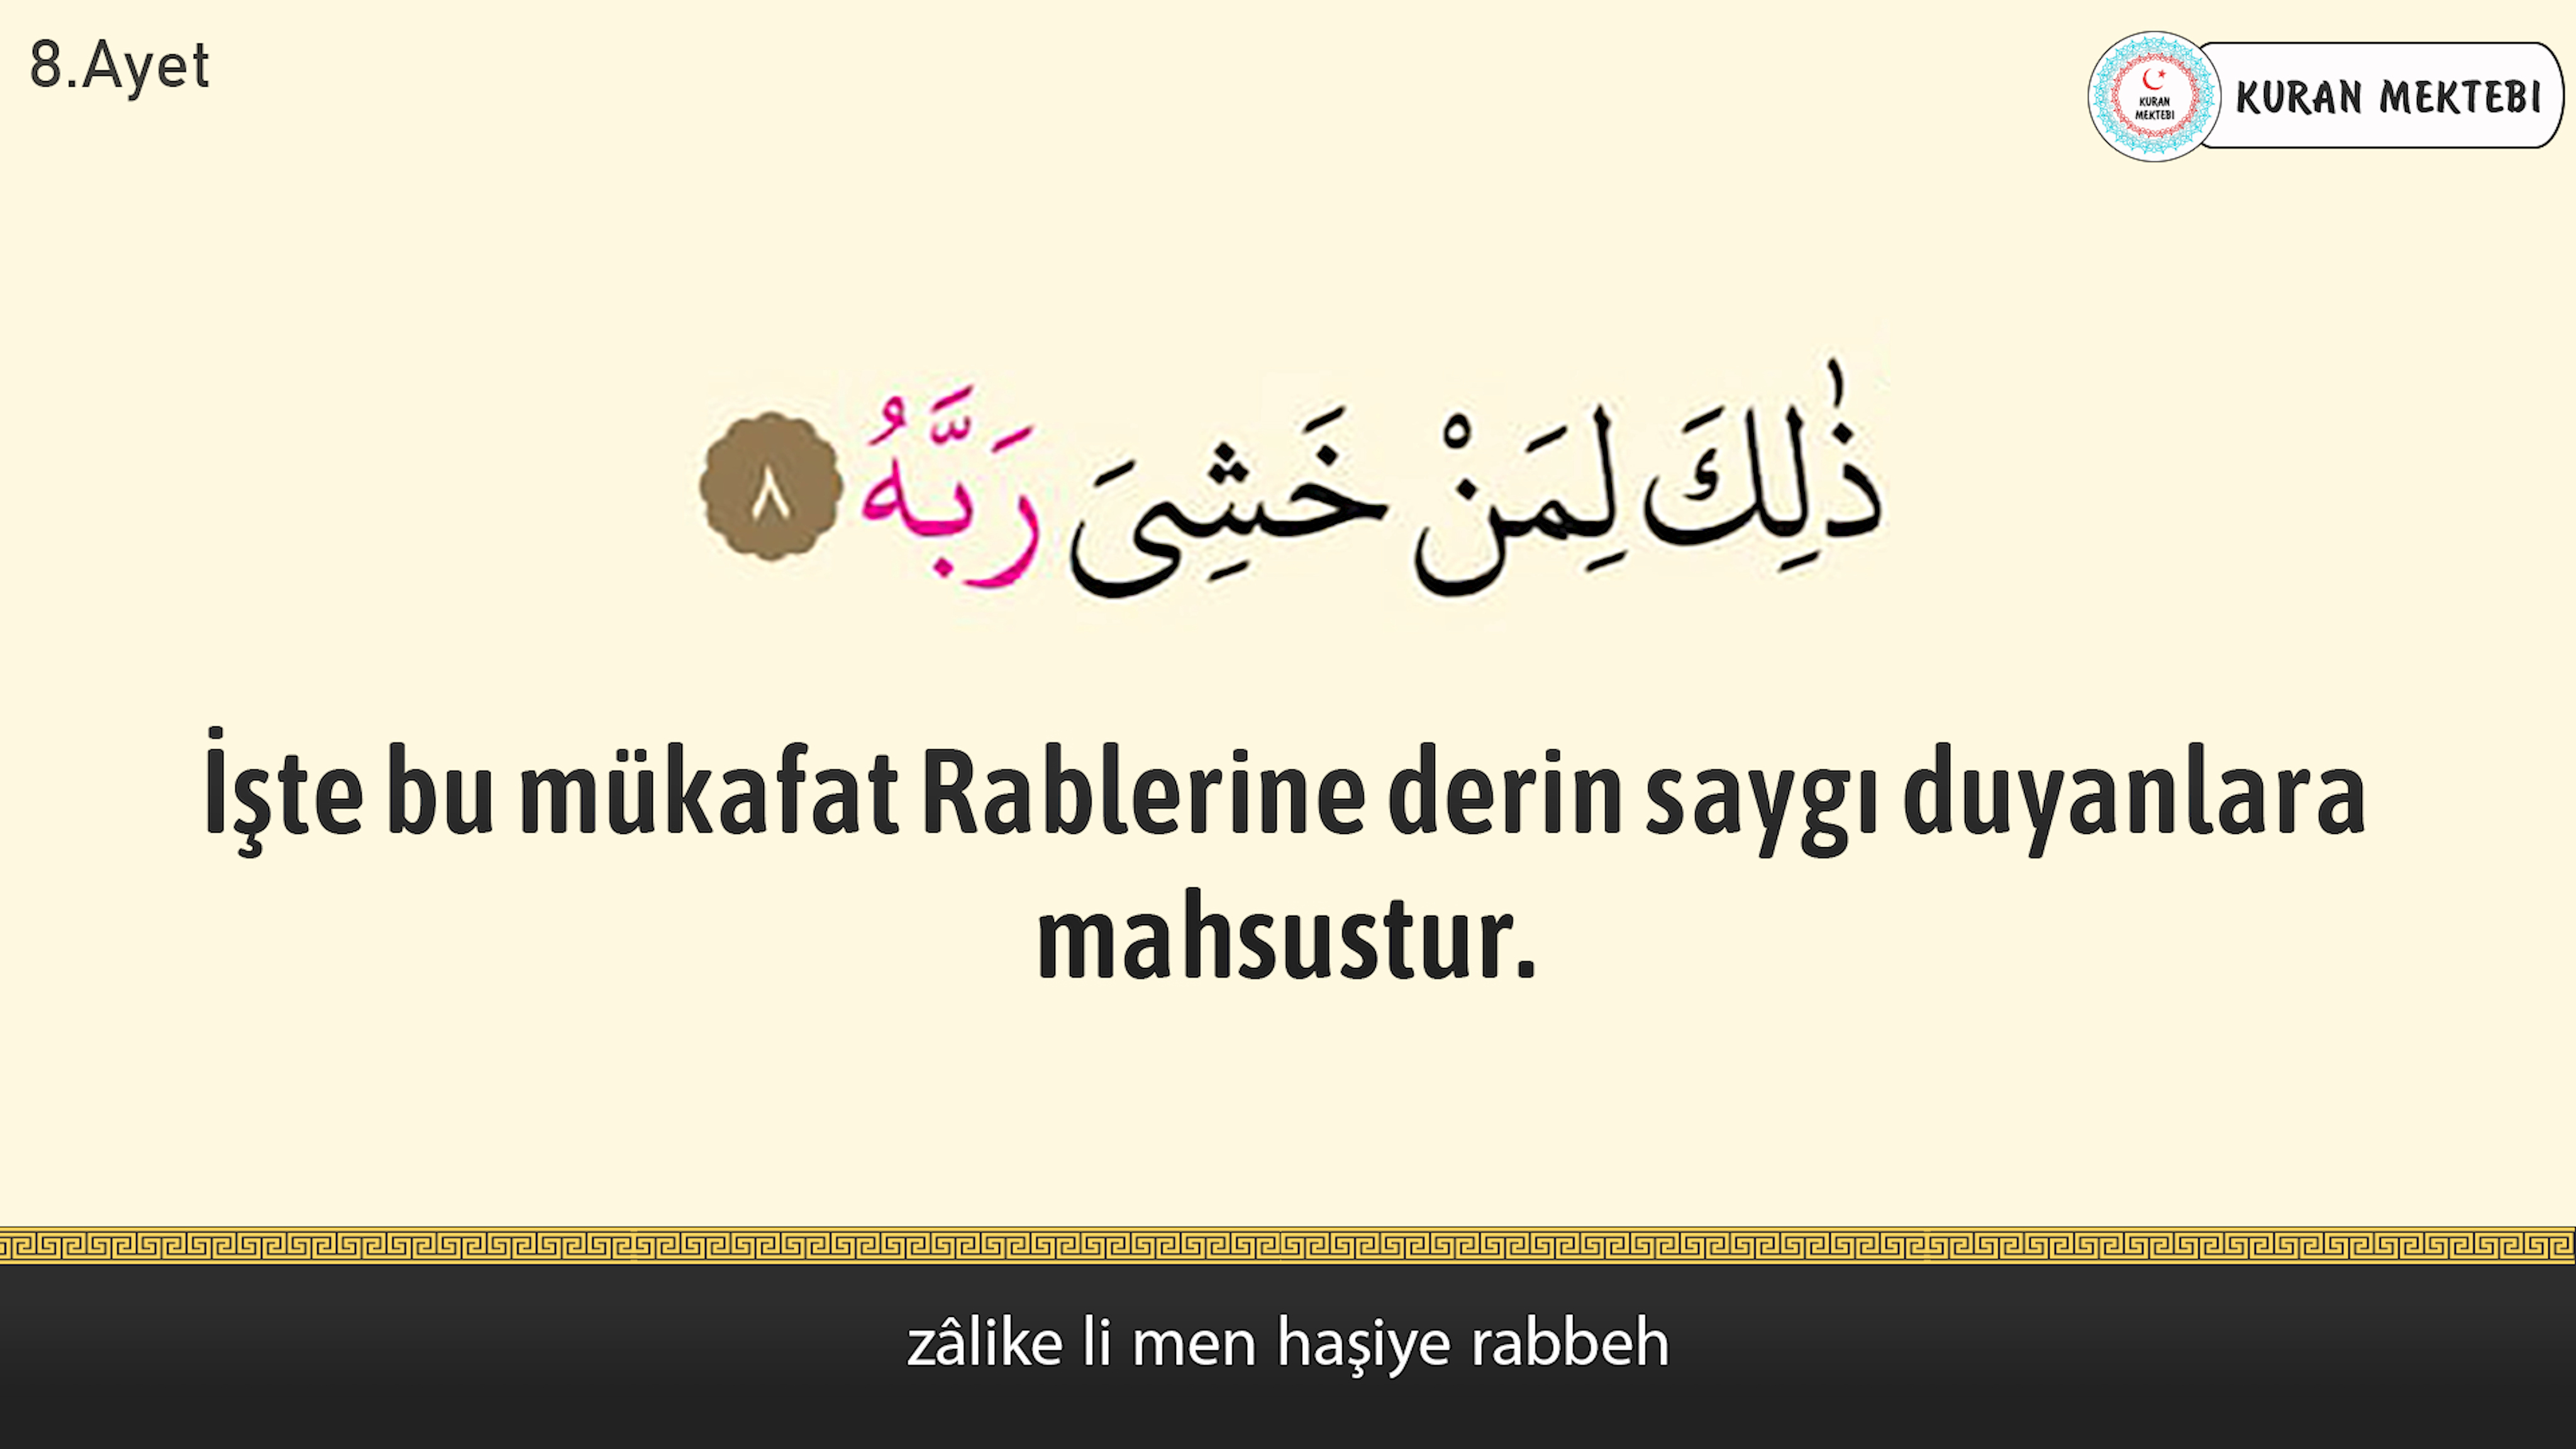 8.Ayet
KURAN
MEKTEBI
KURAN MEKTEBI
ذٰلِكَ لِمَنْ خَشِىَ رَبَّهُ ٨
İşte bu mükafat Rablerine derin saygı duyanlara
mahsustur.
zâlike li men haşiye rabbeh